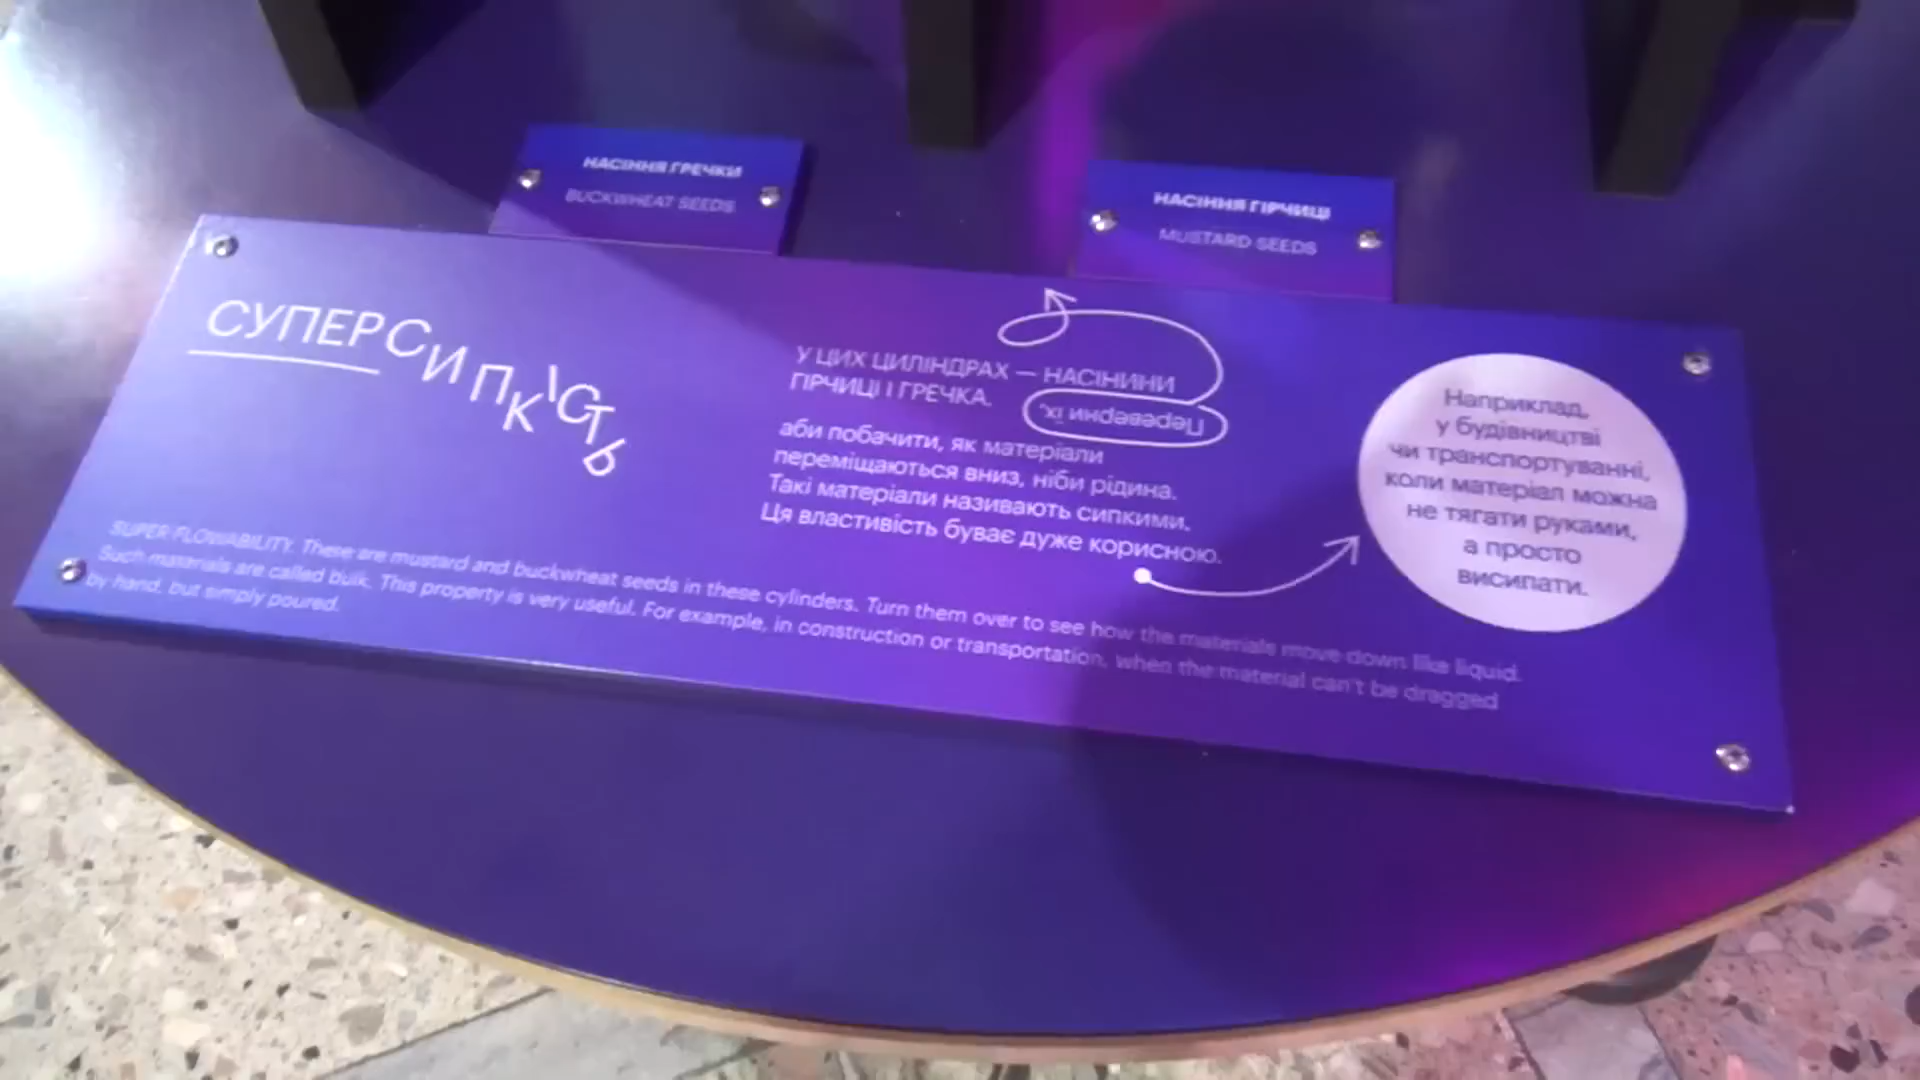 НАСІННЯ ГРЕЧКИ
BUCKWHEAT SEEDS
НАСІННЯ ГІРЧИЦІ
MUSTARD SEEDS
СУПЕРСИПКІСТЬ
У ЦИХ ЦИЛІНДРАХ — НАСІНИНИ
ГІРЧИЦІ І ГРЕЧКА.
Переверни їх,
аби побачити, як матеріали
переміщаються вниз, ніби рідина.
Такі матеріали називають сипкими.
Ця властивість буває дуже корисною.
Наприклад,
у будівництві
чи транспортуванні,
коли матеріал можна
не тягати руками,
а просто
висипати.
SUPER FLOWABILITY. These are mustard and buckwheat seeds in these cylinders. Turn them over to see how the materials move down like liquid.
Such materials are called bulk. This property is very useful. For example, in construction or transportation, when the material can't be dragged
by hand, but simply poured.